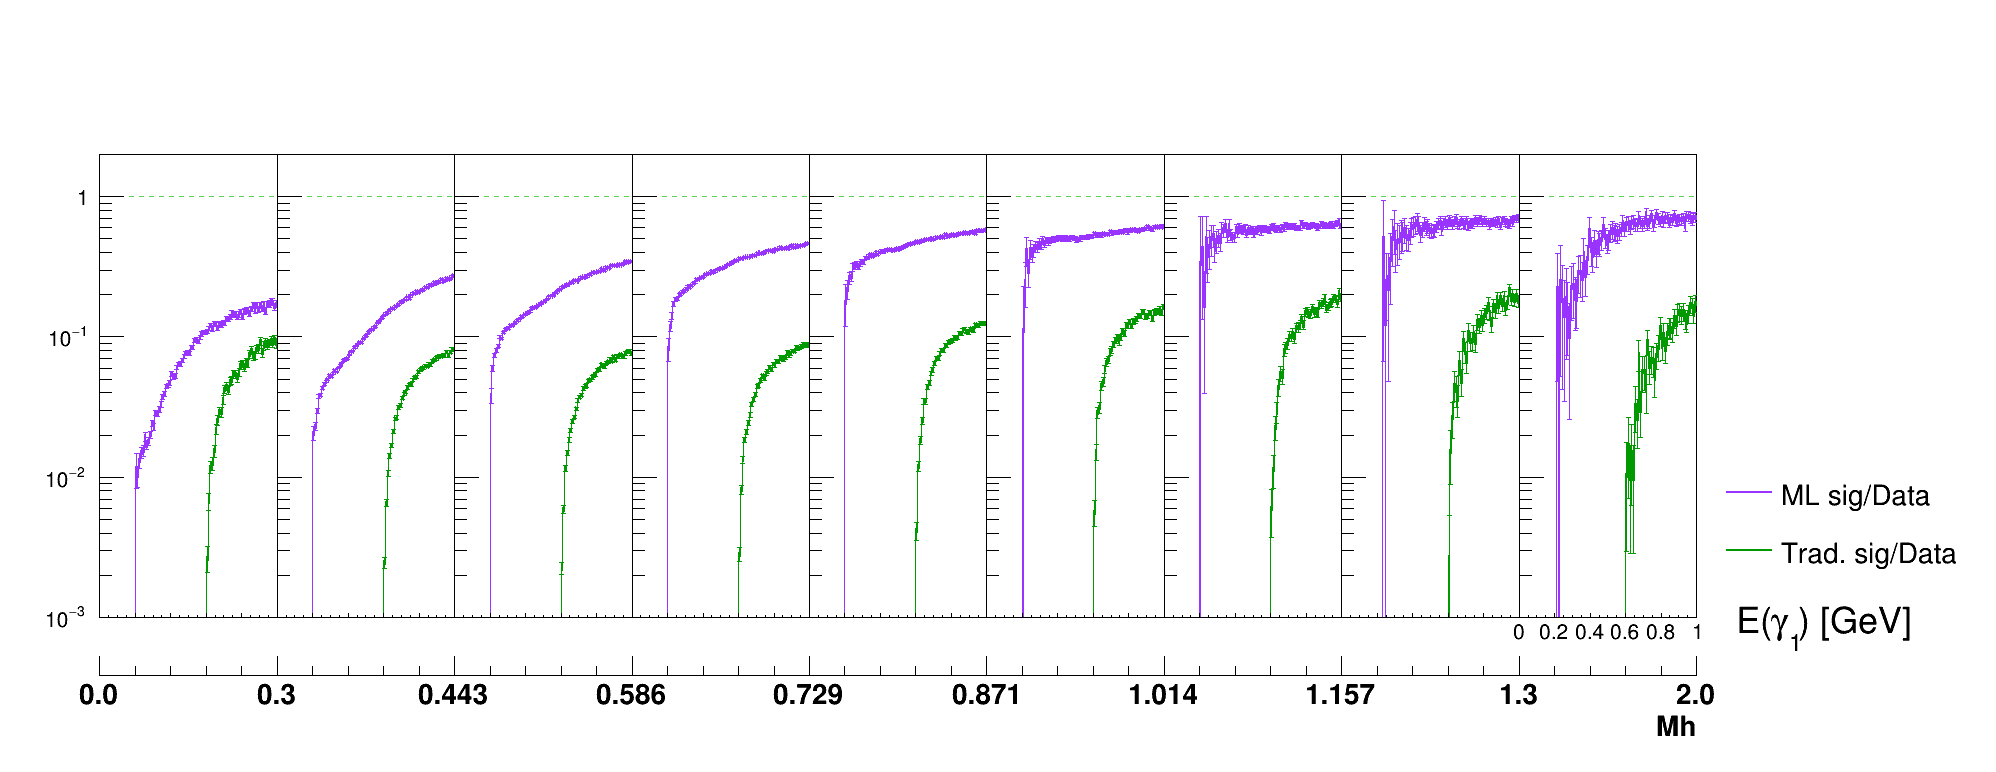 1
10⁻¹
10⁻²
10⁻³
ML sig/Data
Trad. sig/Data
E(γ₁) [GeV]
0 0.2 0.4 0.6 0.8 1
0.0 0.3 0.443 0.586 0.729 0.871 1.014 1.157 1.3 2.0
Mh